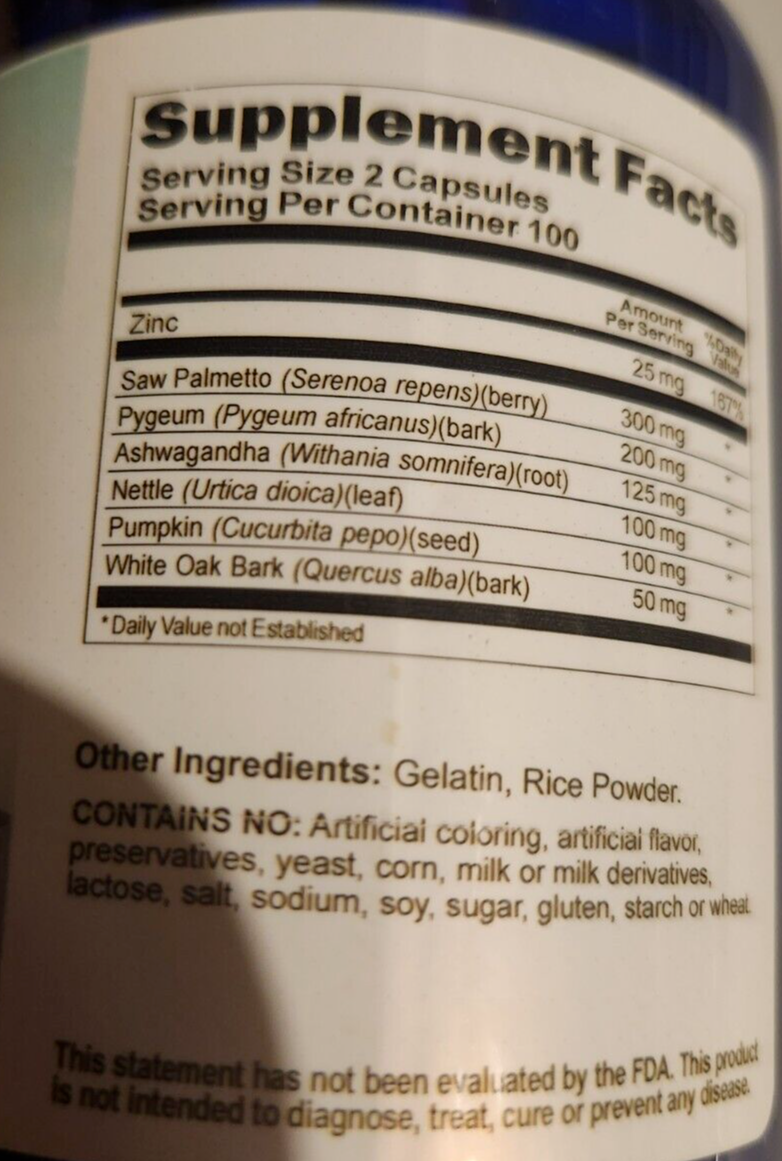 Supplement Facts
Serving Size 2 Capsules
Serving Per Container 100
Amount Per Serving %Daily Value
Zinc 25 mg 167%
Saw Palmetto (Serenoa repens)(berry) 300 mg *
Pygeum (Pygeum africanus)(bark) 200 mg *
Ashwagandha (Withania somnifera)(root) 125 mg *
Nettle (Urtica dioica)(leaf) 100 mg *
Pumpkin (Cucurbita pepo)(seed) 100 mg *
White Oak Bark (Quercus alba)(bark) 50 mg *
*Daily Value not Established
Other Ingredients: Gelatin, Rice Powder.
CONTAINS NO: Artificial coloring, artificial flavor,
preservatives, yeast, corn, milk or milk derivatives,
lactose, salt, sodium, soy, sugar, gluten, starch or wheat.
This statement has not been evaluated by the FDA. This product
is not intended to diagnose, treat, cure or prevent any disease.